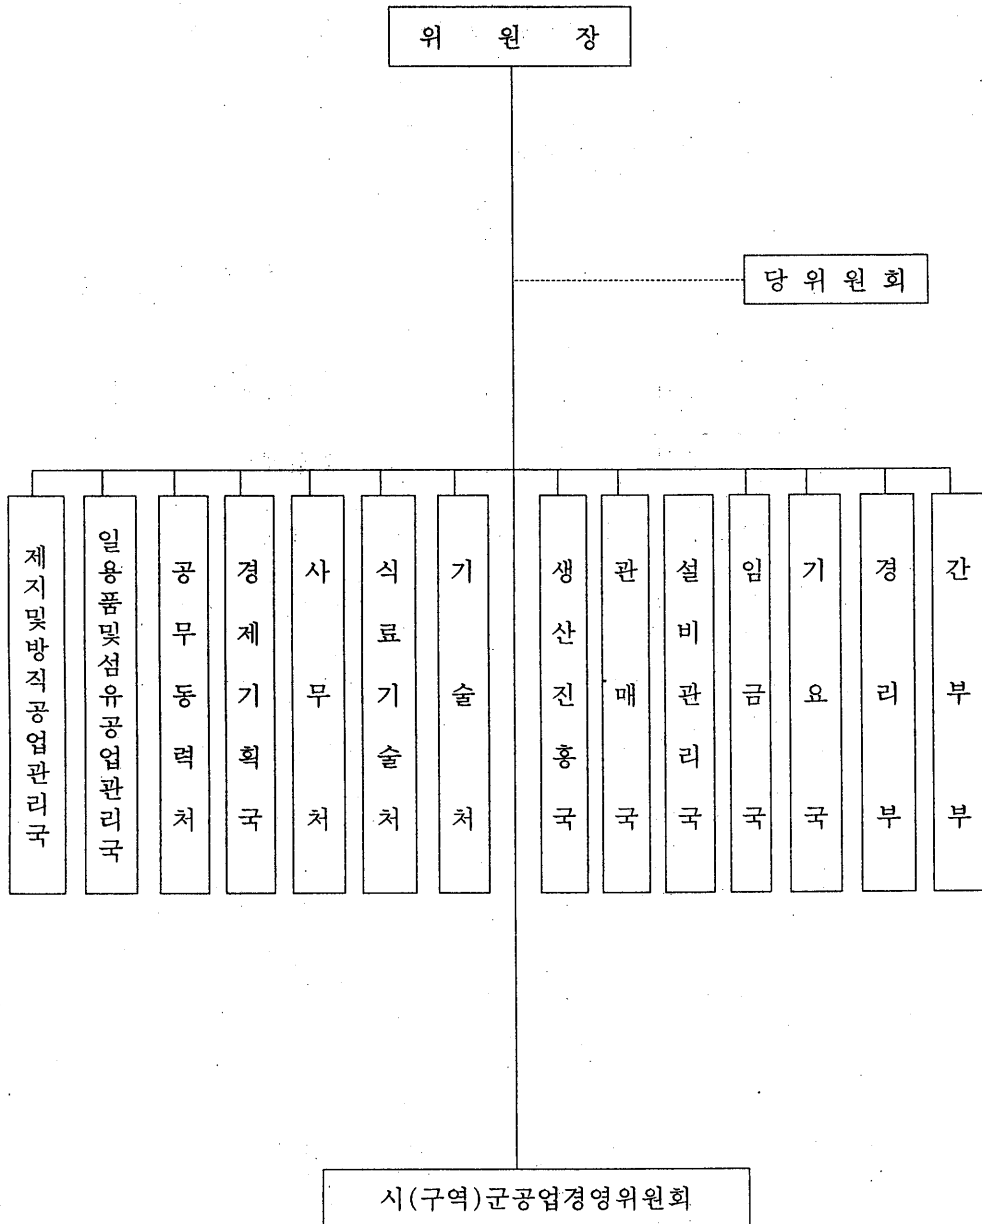 위 원 장
당 위 원 회
제지및방직공업관리국
일용품및섬유공업관리국
공무동력처
경제기획국
사무처
식료기술처
기술처
생산진흥국
관매국
설비관리국
임금국
기요국
경리부
간부부
시(구역)군공업경영위원회